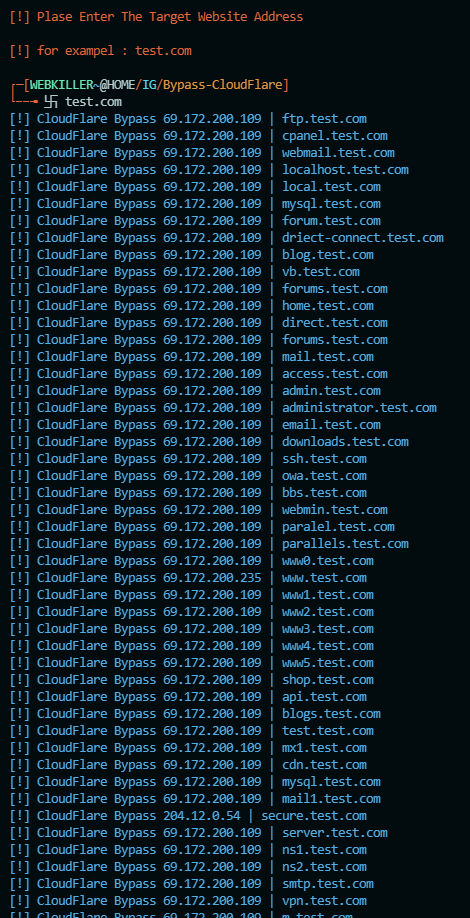 [!] Plase Enter The Target Website Address
[!] for exampel : test.com
[WEBKILLER~@HOME/IG/Bypass-CloudFlare]
卐 test.com
[!] CloudFlare Bypass 69.172.200.109 | ftp.test.com
[!] CloudFlare Bypass 69.172.200.109 | cpanel.test.com
[!] CloudFlare Bypass 69.172.200.109 | webmail.test.com
[!] CloudFlare Bypass 69.172.200.109 | localhost.test.com
[!] CloudFlare Bypass 69.172.200.109 | local.test.com
[!] CloudFlare Bypass 69.172.200.109 | mysql.test.com
[!] CloudFlare Bypass 69.172.200.109 | forum.test.com
[!] CloudFlare Bypass 69.172.200.109 | driect-connect.test.com
[!] CloudFlare Bypass 69.172.200.109 | blog.test.com
[!] CloudFlare Bypass 69.172.200.109 | vb.test.com
[!] CloudFlare Bypass 69.172.200.109 | forums.test.com
[!] CloudFlare Bypass 69.172.200.109 | home.test.com
[!] CloudFlare Bypass 69.172.200.109 | direct.test.com
[!] CloudFlare Bypass 69.172.200.109 | forums.test.com
[!] CloudFlare Bypass 69.172.200.109 | mail.test.com
[!] CloudFlare Bypass 69.172.200.109 | access.test.com
[!] CloudFlare Bypass 69.172.200.109 | admin.test.com
[!] CloudFlare Bypass 69.172.200.109 | administrator.test.com
[!] CloudFlare Bypass 69.172.200.109 | email.test.com
[!] CloudFlare Bypass 69.172.200.109 | downloads.test.com
[!] CloudFlare Bypass 69.172.200.109 | ssh.test.com
[!] CloudFlare Bypass 69.172.200.109 | owa.test.com
[!] CloudFlare Bypass 69.172.200.109 | bbs.test.com
[!] CloudFlare Bypass 69.172.200.109 | webmin.test.com
[!] CloudFlare Bypass 69.172.200.109 | paralel.test.com
[!] CloudFlare Bypass 69.172.200.109 | parallels.test.com
[!] CloudFlare Bypass 69.172.200.109 | www0.test.com
[!] CloudFlare Bypass 69.172.200.235 | www.test.com
[!] CloudFlare Bypass 69.172.200.109 | www1.test.com
[!] CloudFlare Bypass 69.172.200.109 | www2.test.com
[!] CloudFlare Bypass 69.172.200.109 | www3.test.com
[!] CloudFlare Bypass 69.172.200.109 | www4.test.com
[!] CloudFlare Bypass 69.172.200.109 | www5.test.com
[!] CloudFlare Bypass 69.172.200.109 | shop.test.com
[!] CloudFlare Bypass 69.172.200.109 | api.test.com
[!] CloudFlare Bypass 69.172.200.109 | blogs.test.com
[!] CloudFlare Bypass 69.172.200.109 | test.test.com
[!] CloudFlare Bypass 69.172.200.109 | mx1.test.com
[!] CloudFlare Bypass 69.172.200.109 | cdn.test.com
[!] CloudFlare Bypass 69.172.200.109 | mysql.test.com
[!] CloudFlare Bypass 69.172.200.109 | mail1.test.com
[!] CloudFlare Bypass 204.12.0.54 | secure.test.com
[!] CloudFlare Bypass 69.172.200.109 | server.test.com
[!] CloudFlare Bypass 69.172.200.109 | ns1.test.com
[!] CloudFlare Bypass 69.172.200.109 | ns2.test.com
[!] CloudFlare Bypass 69.172.200.109 | smtp.test.com
[!] CloudFlare Bypass 69.172.200.109 | vpn.test.com
[!] CloudFlare Bypass 69.172.200.109 | m.test.com